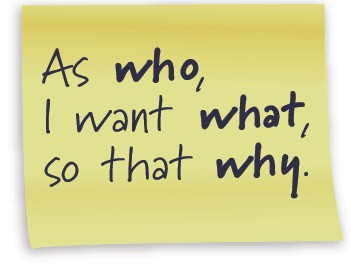 As who,
I want what,
so that why.